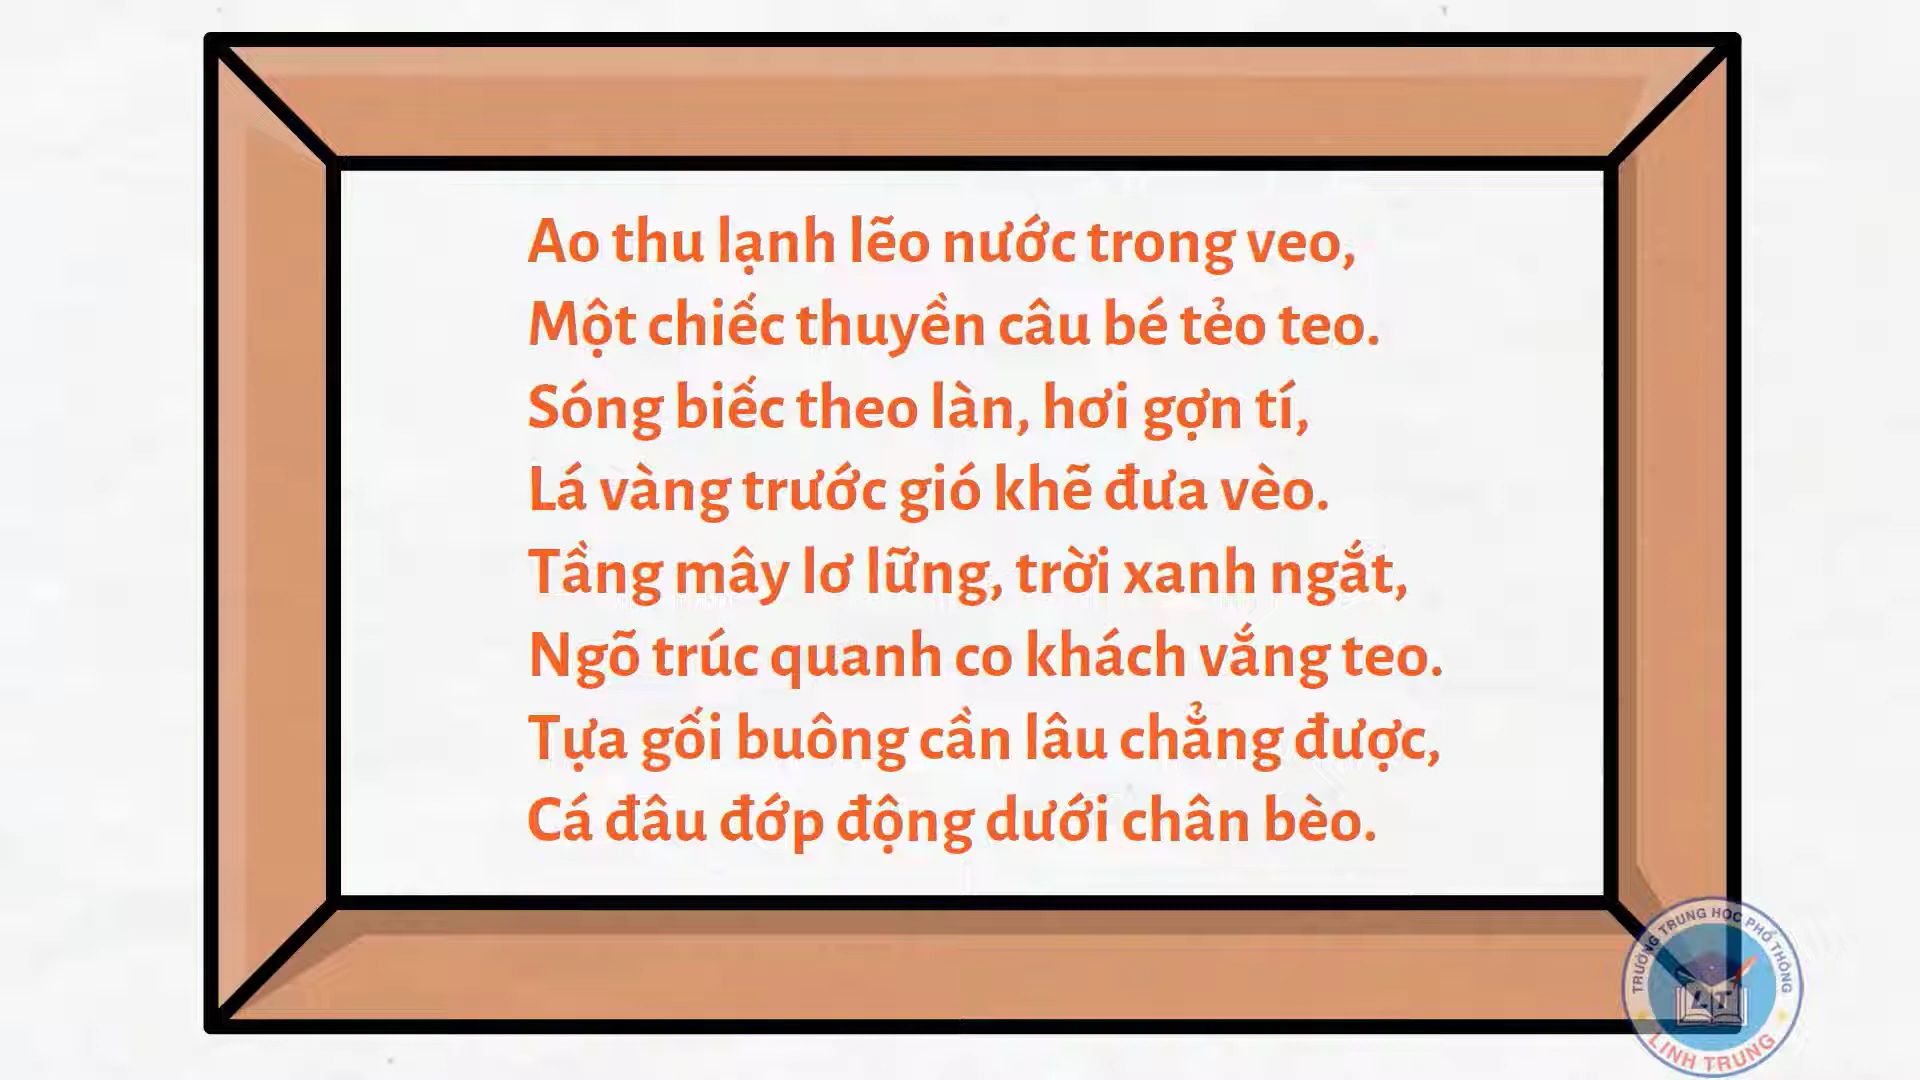 Ao thu lạnh lẽo nước trong veo,
Một chiếc thuyền câu bé tẻo teo.
Sóng biếc theo làn, hơi gợn tí,
Lá vàng trước gió khẽ đưa vèo.
Tầng mây lơ lững, trời xanh ngắt,
Ngõ trúc quanh co khách vắng teo.
Tựa gối buông cần lâu chẳng được,
Cá đâu đớp động dưới chân bèo.
TRƯỜNG TRUNG HỌC PHỔ THÔNG
LT
LINH TRUNG